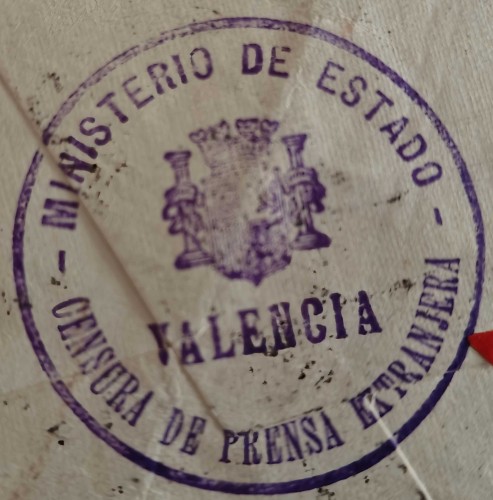 MINISTERIO DE ESTADO
VALENCIA
CENSURA DE PRENSA EXTRANJERA